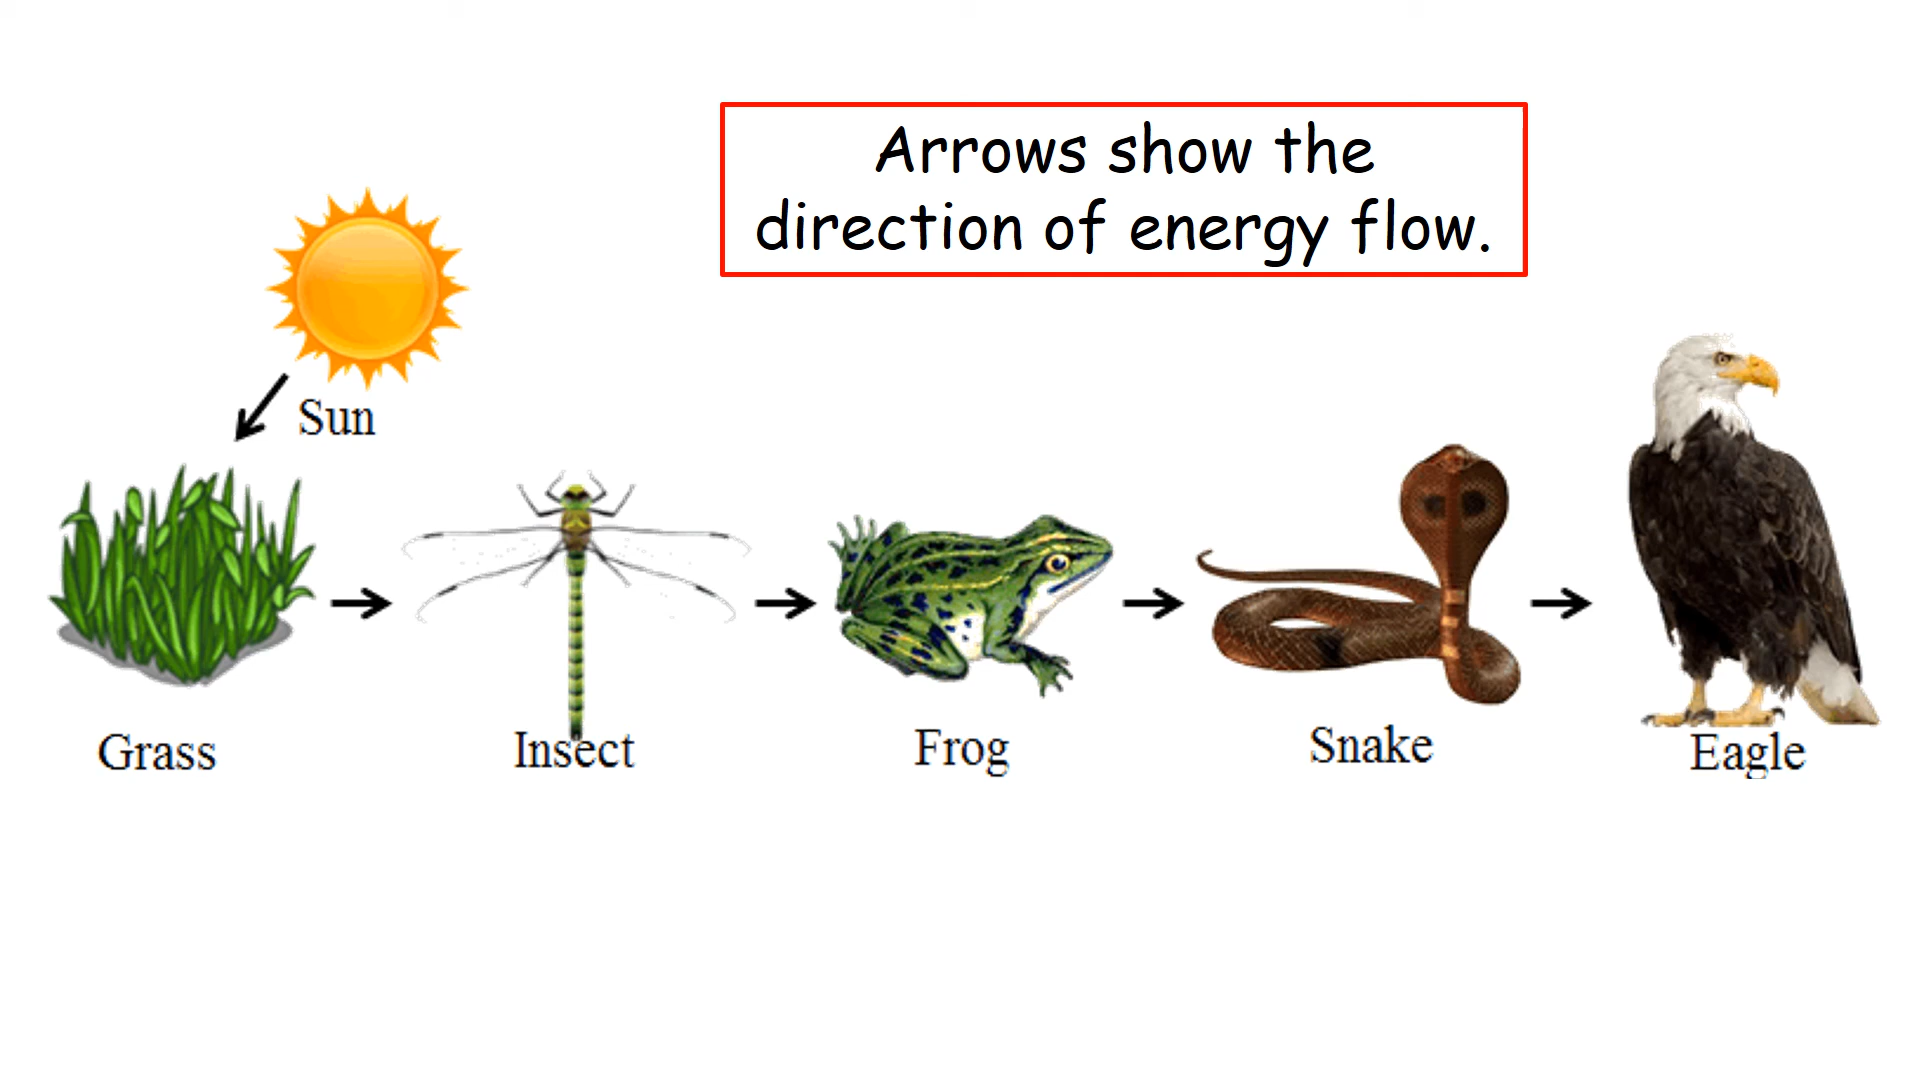 Arrows show the
direction of energy flow.
Sun
Grass
Insect
Frog
Snake
Eagle